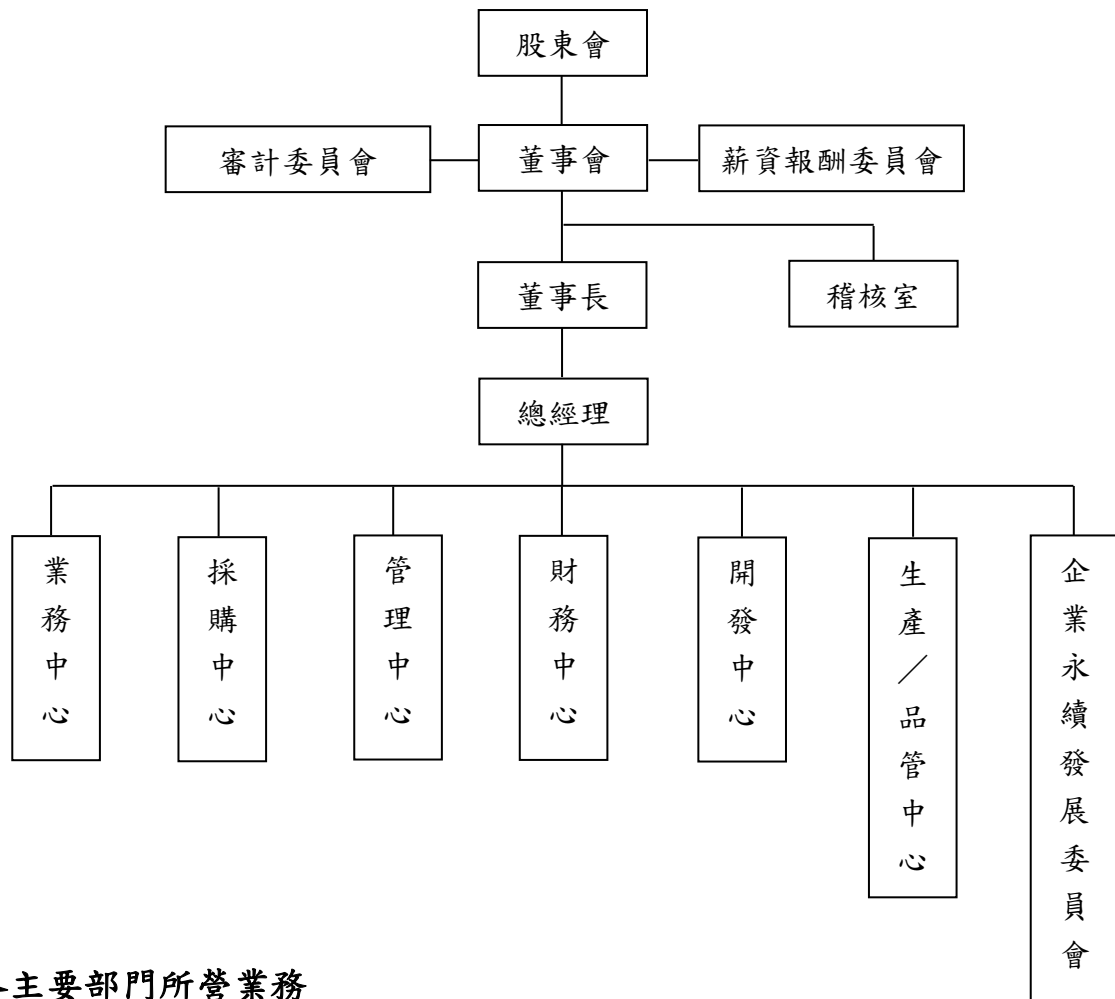 股東會
審計委員會
董事會
薪資報酬委員會
董事長
稽核室
總經理
業務中心
採購中心
管理中心
財務中心
開發中心
生產／品管中心
企業永續發展委員會
主要部門所營業務